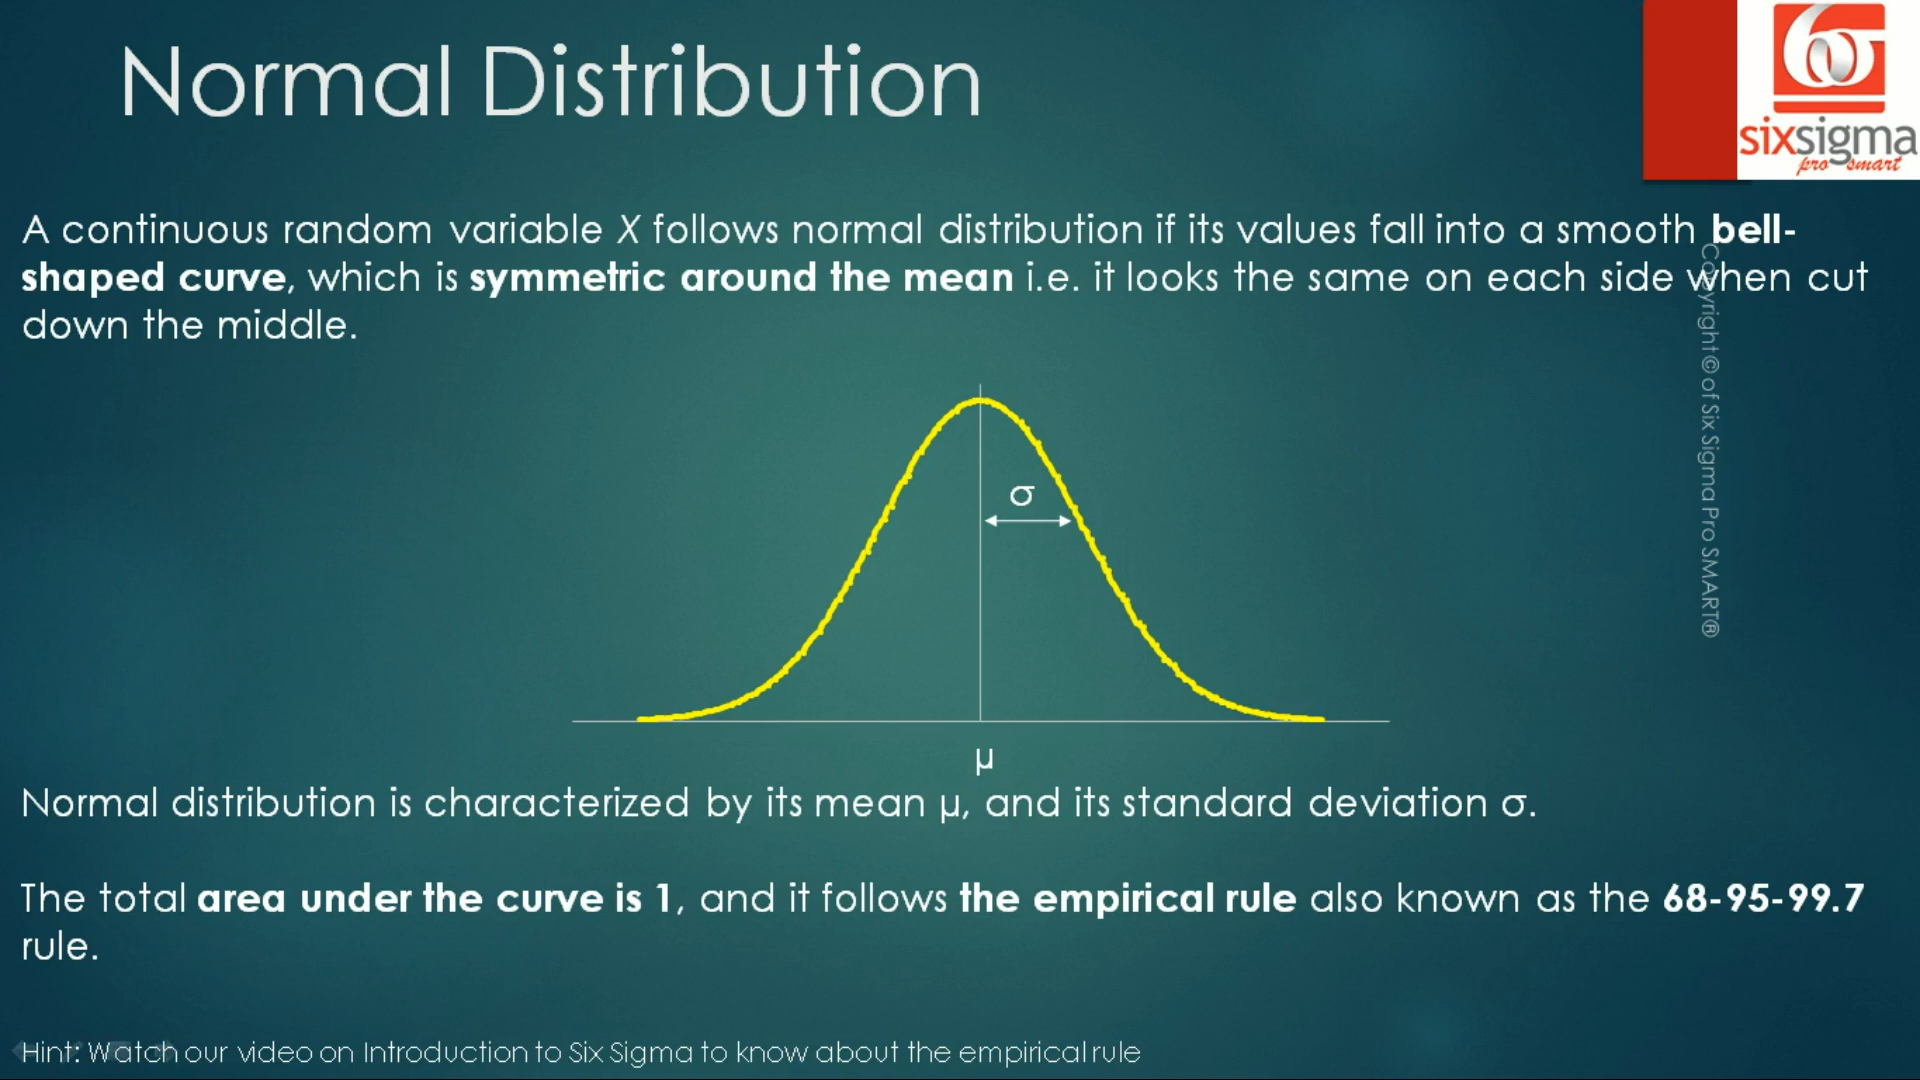 Normal Distribution
sixsigma
pro smart
A continuous random variable X follows normal distribution if its values fall into a smooth bell-
shaped curve, which is symmetric around the mean i.e. it looks the same on each side when cut
down the middle.
Copyright © of Six Sigma Pro SMART®
σ
μ
Normal distribution is characterized by its mean μ, and its standard deviation σ.
The total area under the curve is 1, and it follows the empirical rule also known as the 68-95-99.7
rule.
Hint: Watch our video on Introduction to Six Sigma to know about the empirical rule